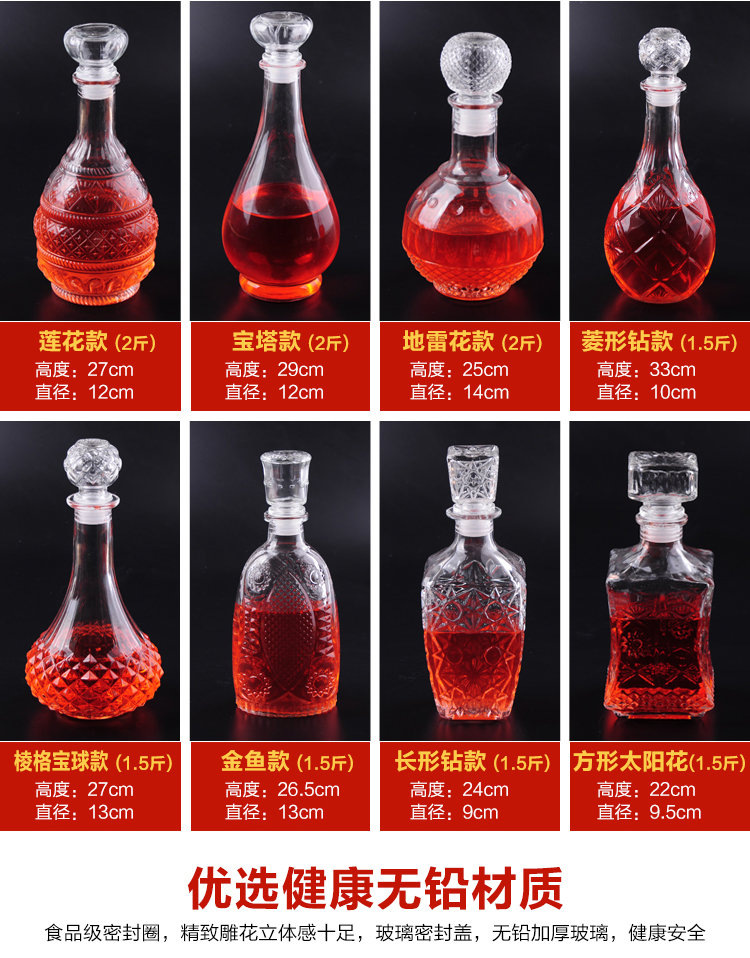 莲花款 (2斤)
高度：27cm
直径：12cm
宝塔款 (2斤)
高度：29cm
直径：12cm
地雷花款 (2斤)
高度：25cm
直径：14cm
菱形钻款 (1.5斤)
高度：33cm
直径：10cm
棱格宝球款 (1.5斤)
高度：27cm
直径：13cm
金鱼款 (1.5斤)
高度：26.5cm
直径：13cm
长形钻款 (1.5斤)
高度：24cm
直径：9cm
方形太阳花(1.5斤)
高度：22cm
直径：9.5cm
优选健康无铅材质
食品级密封圈，精致雕花立体感十足，玻璃密封盖，无铅加厚玻璃，健康安全